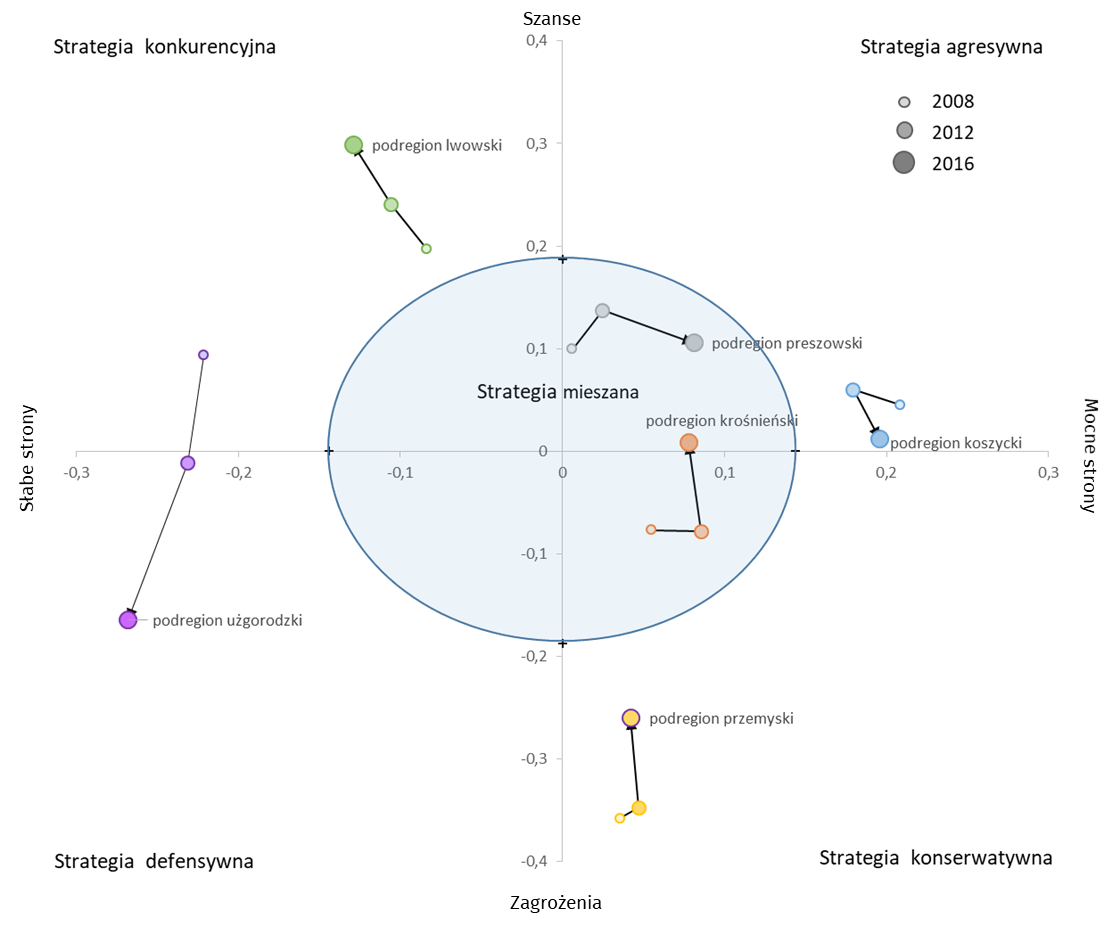 Szanse
Strategia konkurencyjna
0,4
Strategia agresywna
2008
2012
2016
0,3
podregion lwowski
0,2
0,1
podregion preszowski
Strategia mieszana
podregion krośnieński
podregion koszycki
0
Słabe strony
Mocne strony
-0,3
-0,2
-0,1
0
0,1
0,2
0,3
-0,1
podregion użgorodzki
-0,2
podregion przemyski
-0,3
-0,4
Strategia defensywna
Strategia konserwatywna
Zagrożenia